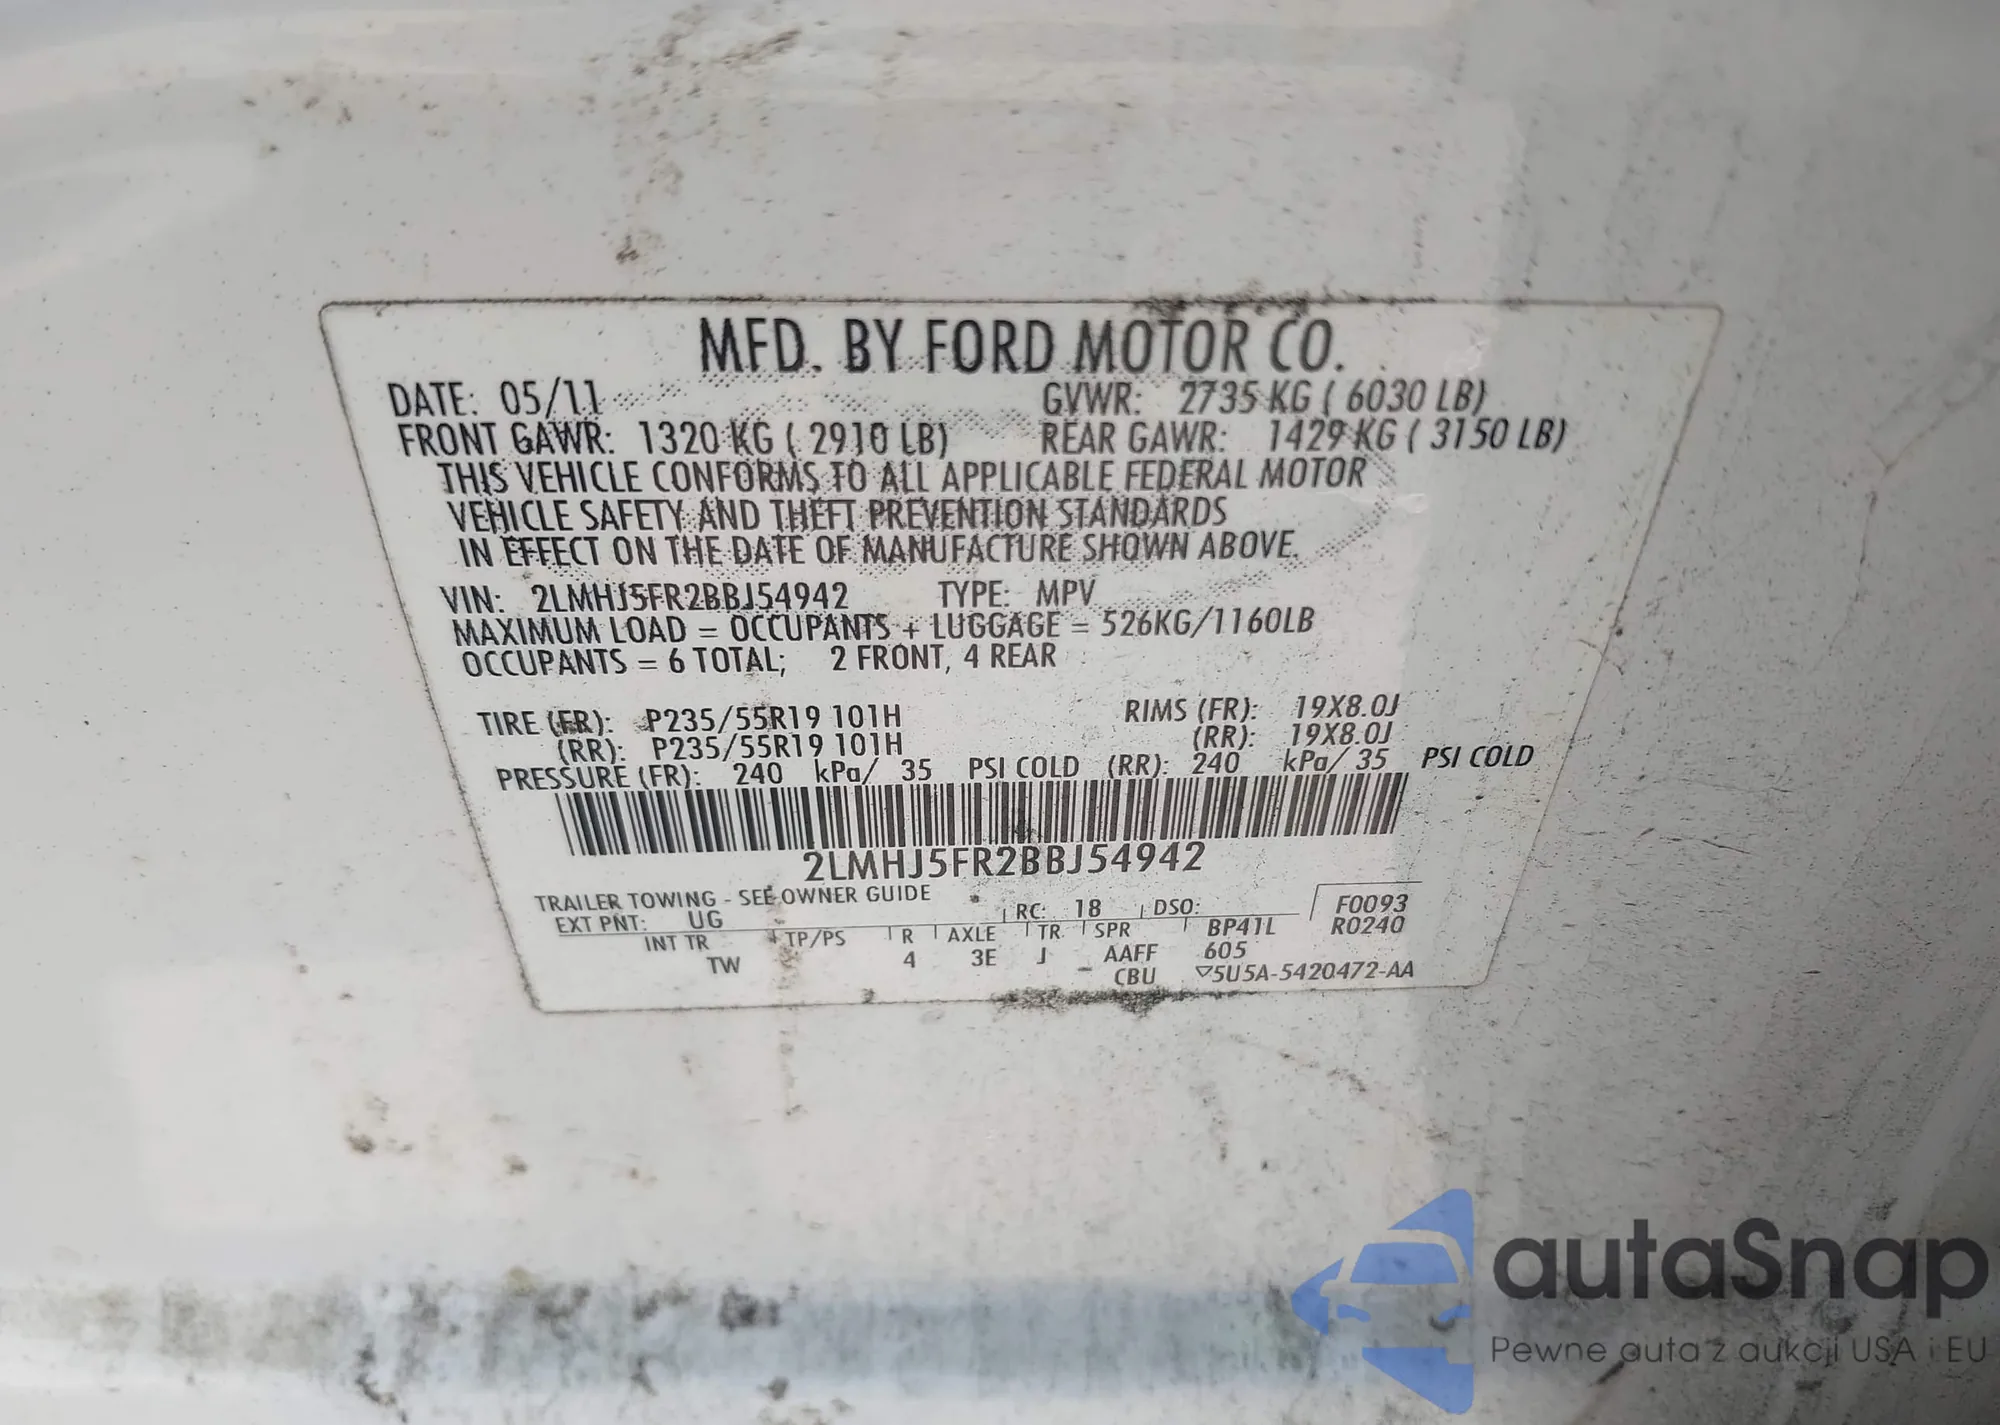 MFD. BY FORD MOTOR CO.
DATE: 05/11 GVWR: 2735 KG ( 6030 LB)
FRONT GAWR: 1320 KG ( 2910 LB) REAR GAWR: 1429 KG ( 3150 LB)
THIS VEHICLE CONFORMS TO ALL APPLICABLE FEDERAL MOTOR
VEHICLE SAFETY AND THEFT PREVENTION STANDARDS
IN EFFECT ON THE DATE OF MANUFACTURE SHOWN ABOVE.
VIN: 2LMHJ5FR2BBJ54942 TYPE: MPV
MAXIMUM LOAD = OCCUPANTS + LUGGAGE = 526KG/1160LB
OCCUPANTS = 6 TOTAL; 2 FRONT, 4 REAR
TIRE (FR): P235/55R19 101H RIMS (FR): 19X8.0J
(RR): P235/55R19 101H (RR): 19X8.0J
PRESSURE (FR): 240 kPa/ 35 PSI COLD (RR): 240 kPa/ 35 PSI COLD
2LMHJ5FR2BBJ54942
TRAILER TOWING - SEE OWNER GUIDE
EXT PNT: UG RC: 18 DSO: F0093
INT TR TP/PS R AXLE TR SPR BP41L R0240
TW 4 3E J AAFF 605
CBU ▽5U5A-5420472-AA
autaSnap
Pewne auta z aukcji USA i EU